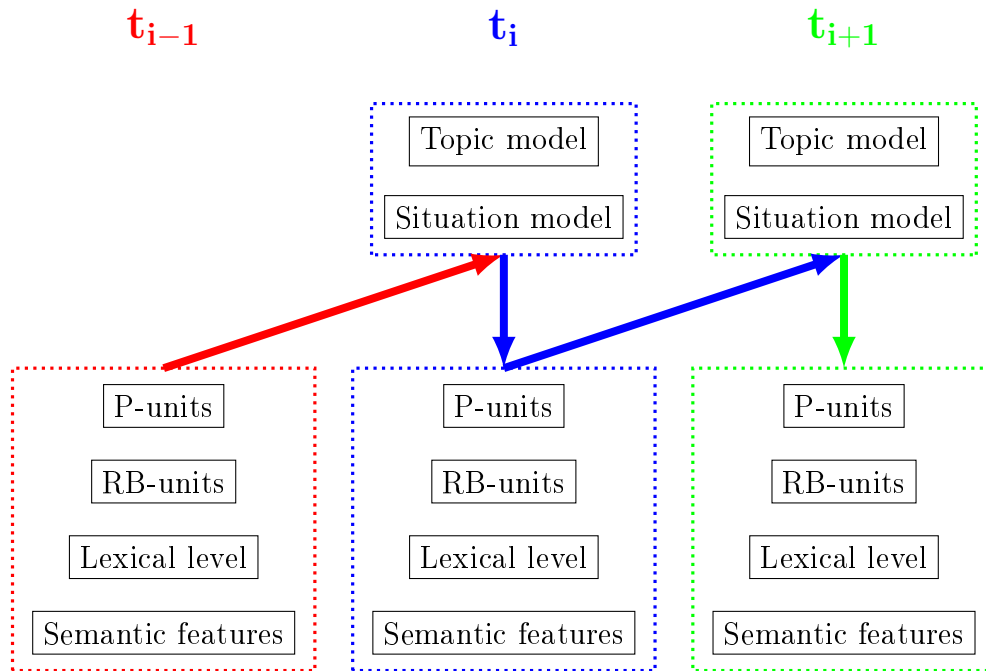 t_{i−1} t_i t_{i+1}
Topic model Topic model
Situation model Situation model
P-units P-units P-units
RB-units RB-units RB-units
Lexical level Lexical level Lexical level
Semantic features Semantic features Semantic features